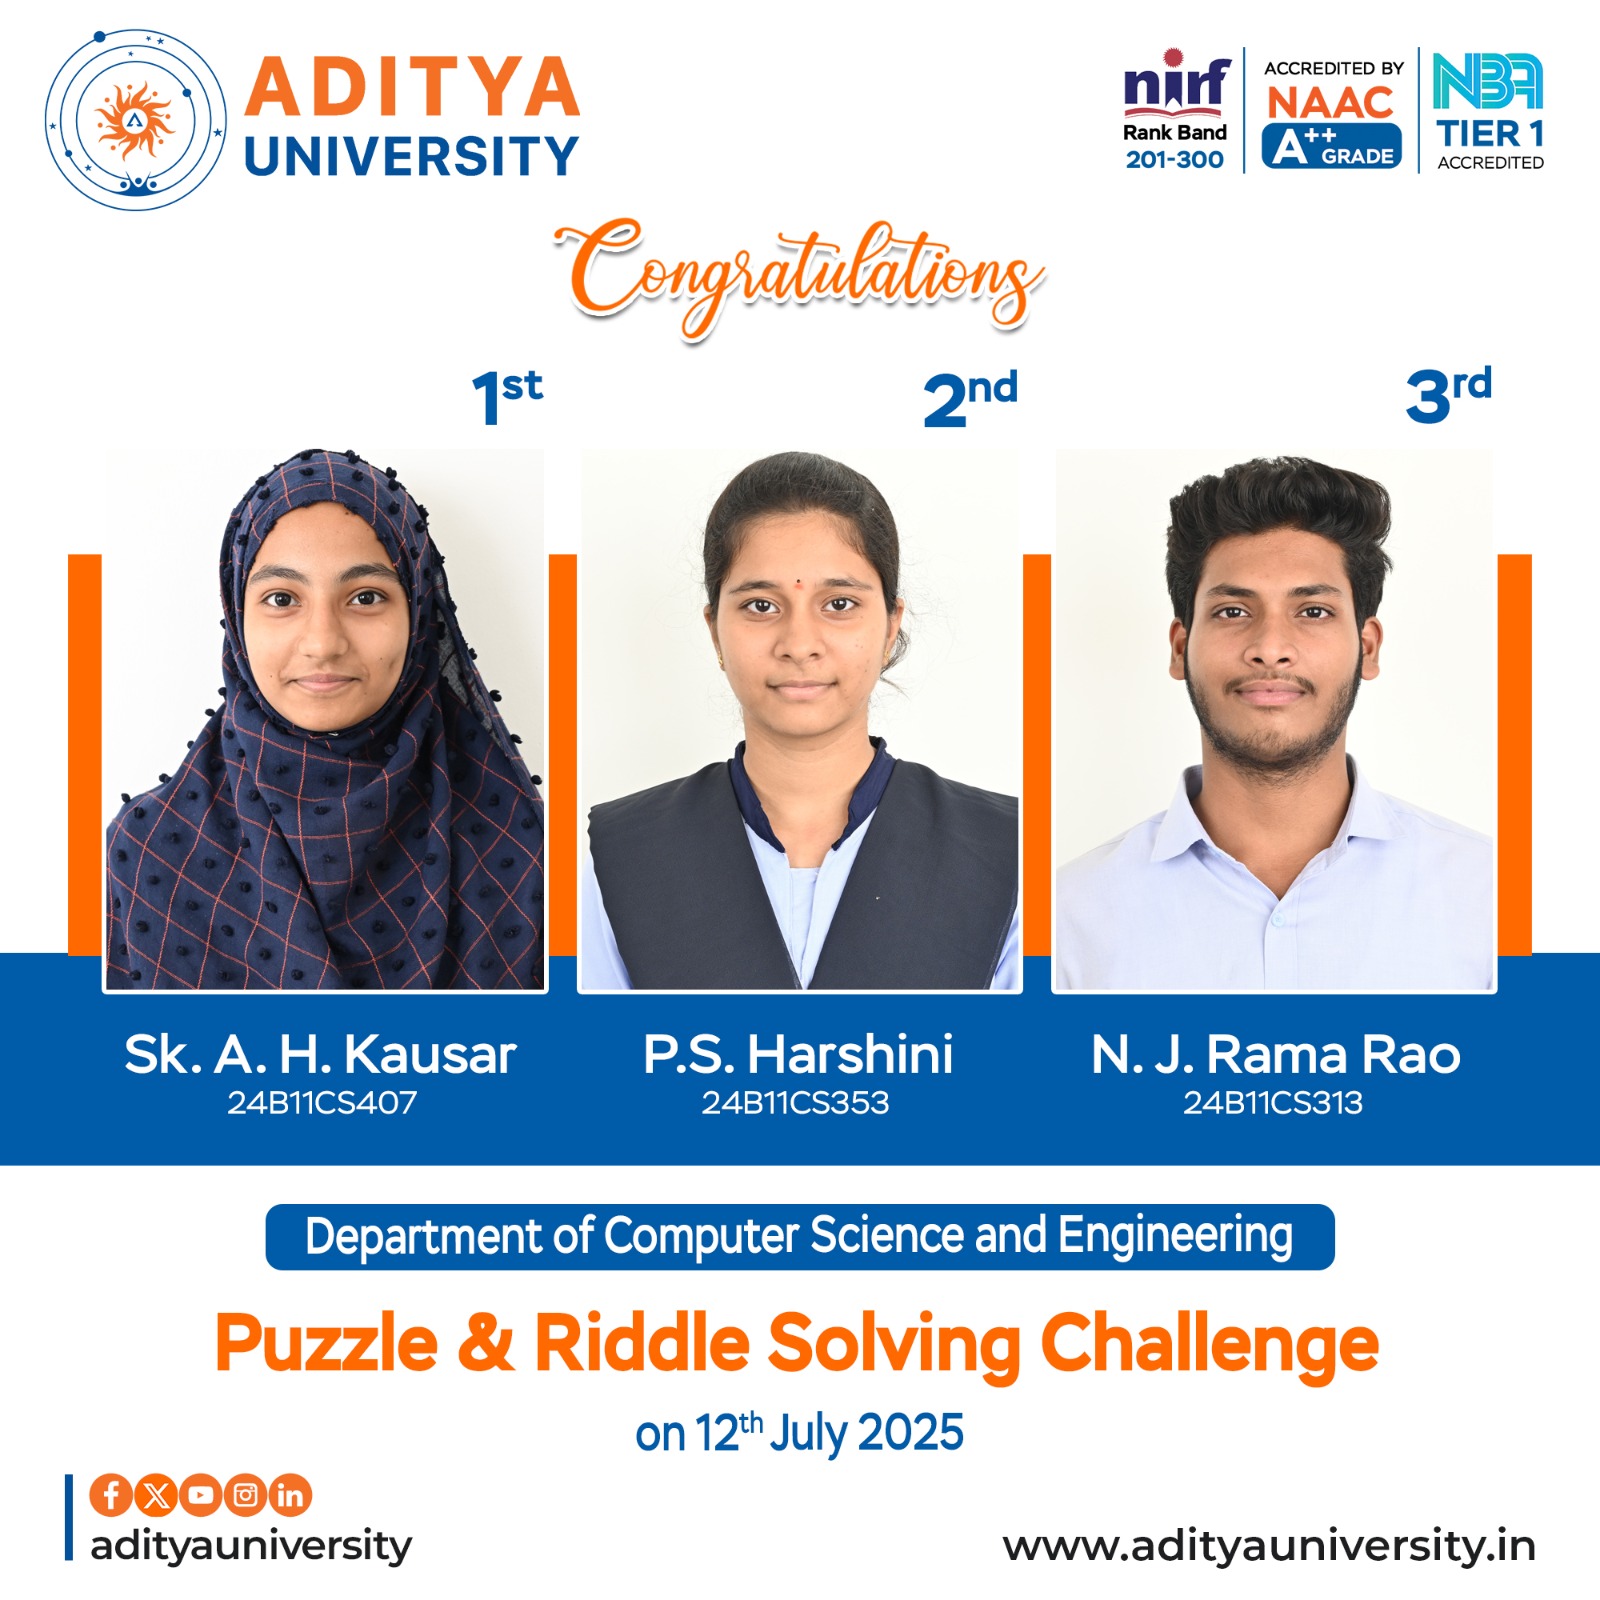 ADITYA
UNIVERSITY
nirf
Rank Band
201-300
ACCREDITED BY
NAAC
A++ GRADE
NBA
TIER 1
ACCREDITED
Congratulations
1st
2nd
3rd
Sk. A. H. Kausar
24B11CS407
P.S. Harshini
24B11CS353
N. J. Rama Rao
24B11CS313
Department of Computer Science and Engineering
Puzzle & Riddle Solving Challenge
on 12th July 2025
adityauniversity
www.adityauniversity.in